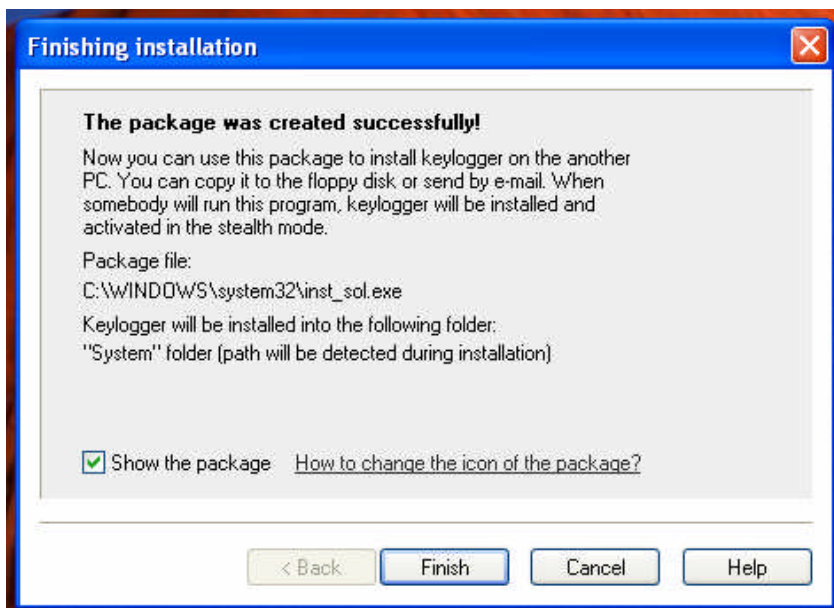 Finishing installation
The package was created successfully!
Now you can use this package to install keylogger on the another
PC. You can copy it to the floppy disk or send by e-mail. When
somebody will run this program, keylogger will be installed and
activated in the stealth mode.
Package file:
C:\WINDOWS\system32\inst_sol.exe
Keylogger will be installed into the following folder:
"System" folder (path will be detected during installation)
Show the package How to change the icon of the package?
< Back Finish Cancel Help